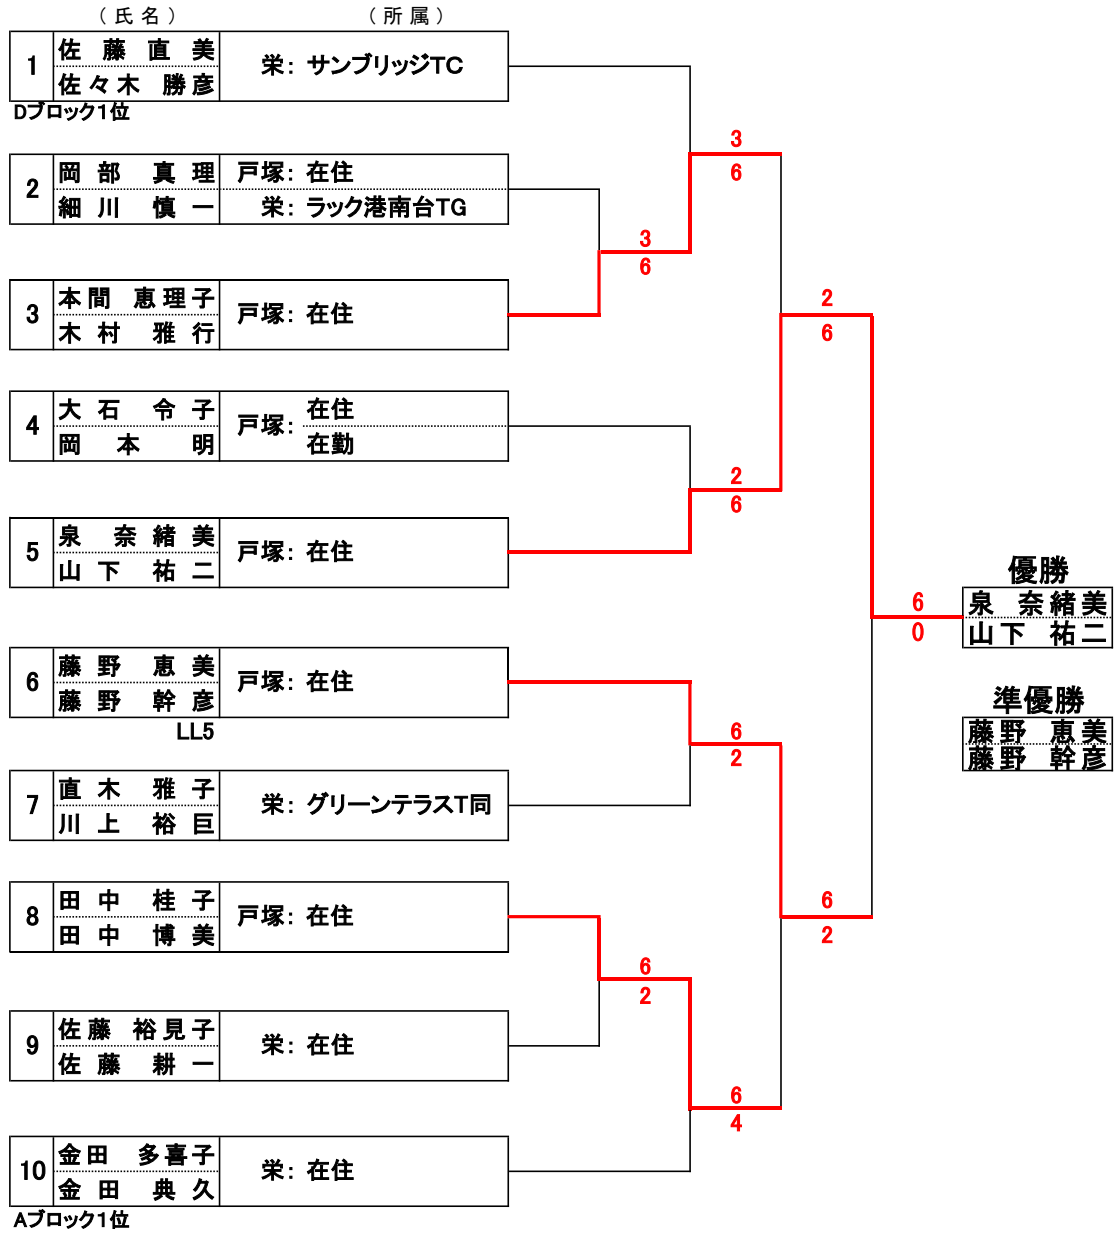 （氏名） （所属）
1 佐藤直美 栄： サンブリッジTC
佐々木 勝彦
Dブロック1位
3
6
2 岡部 真理 戸塚： 在住
細川 慎一 栄： ラック港南台TG
3
6
3 本間 恵理子 戸塚： 在住
木村 雅行
2
6
4 大石 令子 戸塚： 在住
岡本 明 在勤
2
6
5 泉 奈緒美 戸塚： 在住
山下 祐二
優勝
6 泉 奈緒美
0 山下 祐二
6 藤野 恵美 戸塚： 在住
藤野 幹彦
LL5
準優勝
藤野 恵美
藤野 幹彦
6
2
7 直木 雅子 栄： グリーンテラスT同
川上 裕巨
8 田中 桂子 戸塚： 在住
田中 博美
6
2
6
2
9 佐藤 裕見子 栄： 在住
佐藤 耕一
6
4
10 金田 多喜子 栄： 在住
金田 典久
Aブロック1位